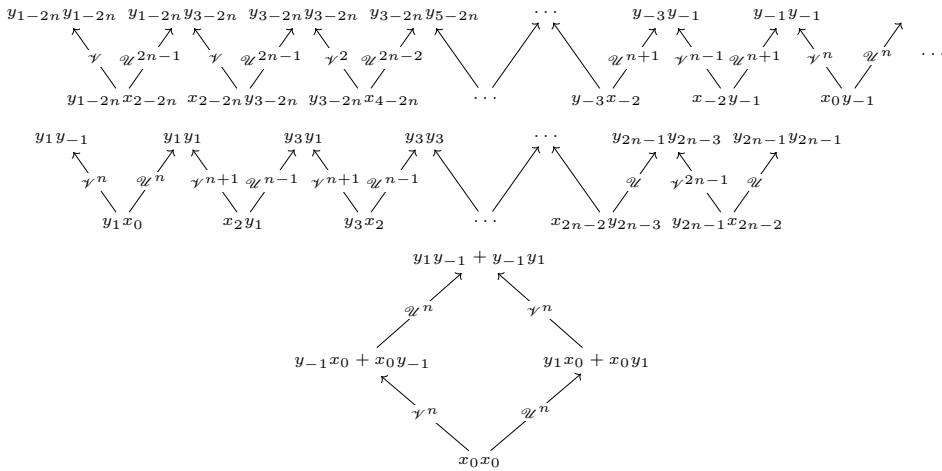 y_{1-2n}y_{1-2n} y_{1-2n}y_{3-2n} y_{3-2n}y_{3-2n} y_{3-2n}y_{5-2n} ⋯ y_{-3}y_{-1} y_{-1}y_{-1}
𝒱 𝒰^{2n-1} 𝒱 𝒰^{2n-1} 𝒱^2 𝒰^{2n-2} 𝒰^{n+1} 𝒱^{n-1} 𝒰^{n+1} 𝒱^n 𝒰^n ⋯
y_{1-2n}x_{2-2n} x_{2-2n}y_{3-2n} y_{3-2n}x_{4-2n} ⋯ y_{-3}x_{-2} x_{-2}y_{-1} x_0y_{-1}
y_1y_{-1} y_1y_1 y_3y_1 y_3y_3 ⋯ y_{2n-1}y_{2n-3} y_{2n-1}y_{2n-1}
𝒱^n 𝒰^n 𝒱^{n+1} 𝒰^{n-1} 𝒱^{n+1} 𝒰^{n-1} 𝒰 𝒱^{2n-1} 𝒰
y_1x_0 x_2y_1 y_3x_2 ⋯ x_{2n-2}y_{2n-3} y_{2n-1}x_{2n-2}
y_1y_{-1} + y_{-1}y_1
𝒰^n 𝒱^n
y_{-1}x_0 + x_0y_{-1} y_1x_0 + x_0y_1
𝒱^n 𝒰^n
x_0x_0